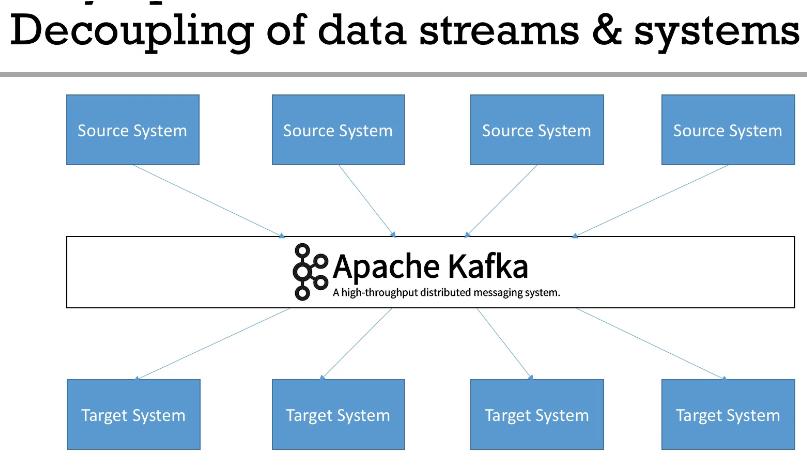 Decoupling of data streams & systems
Source System
Source System
Source System
Source System
Apache Kafka
A high-throughput distributed messaging system.
Target System
Target System
Target System
Target System